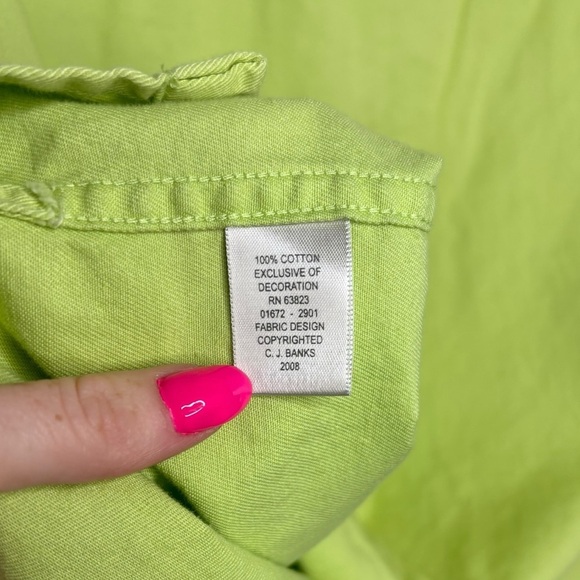 100% COTTON
EXCLUSIVE OF
DECORATION
RN 63823
01672 - 2901
FABRIC DESIGN
COPYRIGHTED
C. J. BANKS
2008